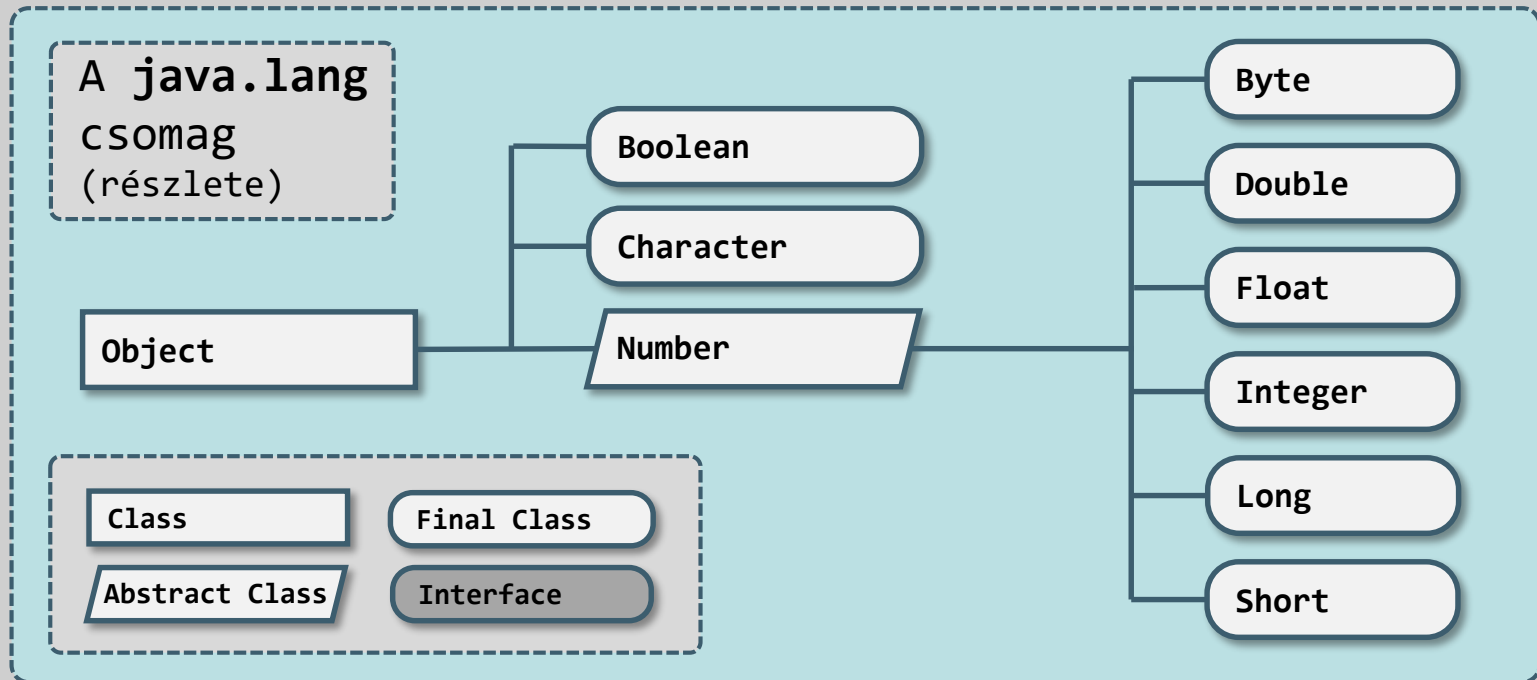 A java.lang
csomag
(részlete)
Object
Boolean
Character
Number
Byte
Double
Float
Integer
Long
Short
Class
Final Class
Abstract Class
Interface